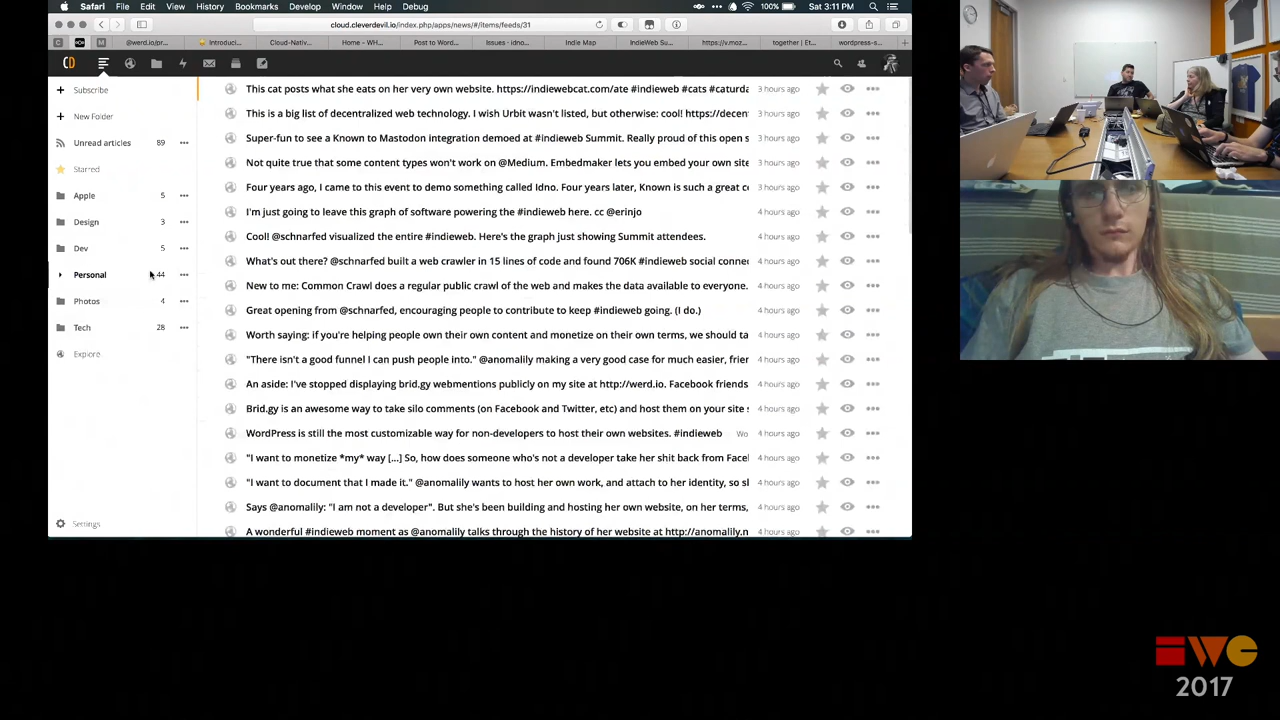 Safari File Edit View History Bookmarks Develop Window Help Debug 100% Sat 3:11 PM
cloud.cleverdevil.io/index.php/apps/news/#/items/feeds/31
@werd.io/pr... Introduci... Cloud-Nativ... Home – WH... Post to Word... Issues · idno... Indie Map IndieWeb Su... https://v.moz... together | Et... wordpress-s...
CD
Subscribe
New Folder
Unread articles 89
Starred
Apple 5
Design 3
Dev 5
Personal 44
Photos 4
Tech 28
Explore
Settings
This cat posts what she eats on her very own website. https://indiewebcat.com/ate #indieweb #cats #caturda 3 hours ago
This is a big list of decentralized web technology. I wish Urbit wasn't listed, but otherwise: cool! https://decen 3 hours ago
Super-fun to see a Known to Mastodon integration demoed at #indieweb Summit. Really proud of this open s 3 hours ago
Not quite true that some content types won't work on @Medium. Embedmaker lets you embed your own site 3 hours ago
Four years ago, I came to this event to demo something called Idno. Four years later, Known is such a great c 3 hours ago
I'm just going to leave this graph of software powering the #indieweb here. cc @erinjo 4 hours ago
Cool! @schnarfed visualized the entire #indieweb. Here's the graph just showing Summit attendees. 4 hours ago
What's out there? @schnarfed built a web crawler in 15 lines of code and found 706K #indieweb social connec 4 hours ago
New to me: Common Crawl does a regular public crawl of the web and makes the data available to everyone. 4 hours ago
Great opening from @schnarfed, encouraging people to contribute to keep #indieweb going. (I do.) 4 hours ago
Worth saying: if you're helping people own their own content and monetize on their own terms, we should ta 4 hours ago
"There isn't a good funnel I can push people into." @anomalily making a very good case for much easier, frien 4 hours ago
An aside: I've stopped displaying brid.gy webmentions publicly on my site at http://werd.io. Facebook friends 4 hours ago
Brid.gy is an awesome way to take silo comments (on Facebook and Twitter, etc) and host them on your site 4 hours ago
WordPress is still the most customizable way for non-developers to host their own websites. #indieweb Wo 4 hours ago
"I want to monetize *my* way [...] So, how does someone who's not a developer take her shit back from Facel 4 hours ago
"I want to document that I made it." @anomalily wants to host her own work, and attach to her identity, so sl 4 hours ago
Says @anomalily: "I am not a developer". But she's been building and hosting her own website, on her terms, 4 hours ago
A wonderful #indieweb moment as @anomalily talks through the history of her website at http://anomalily.n 4 hours ago
IWC
2017